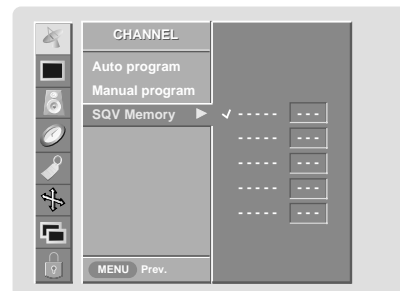 CHANNEL
Auto program
Manual program
SQV Memory ▶ ✓ ----- ---
----- ---
----- ---
----- ---
----- ---
MENU Prev.